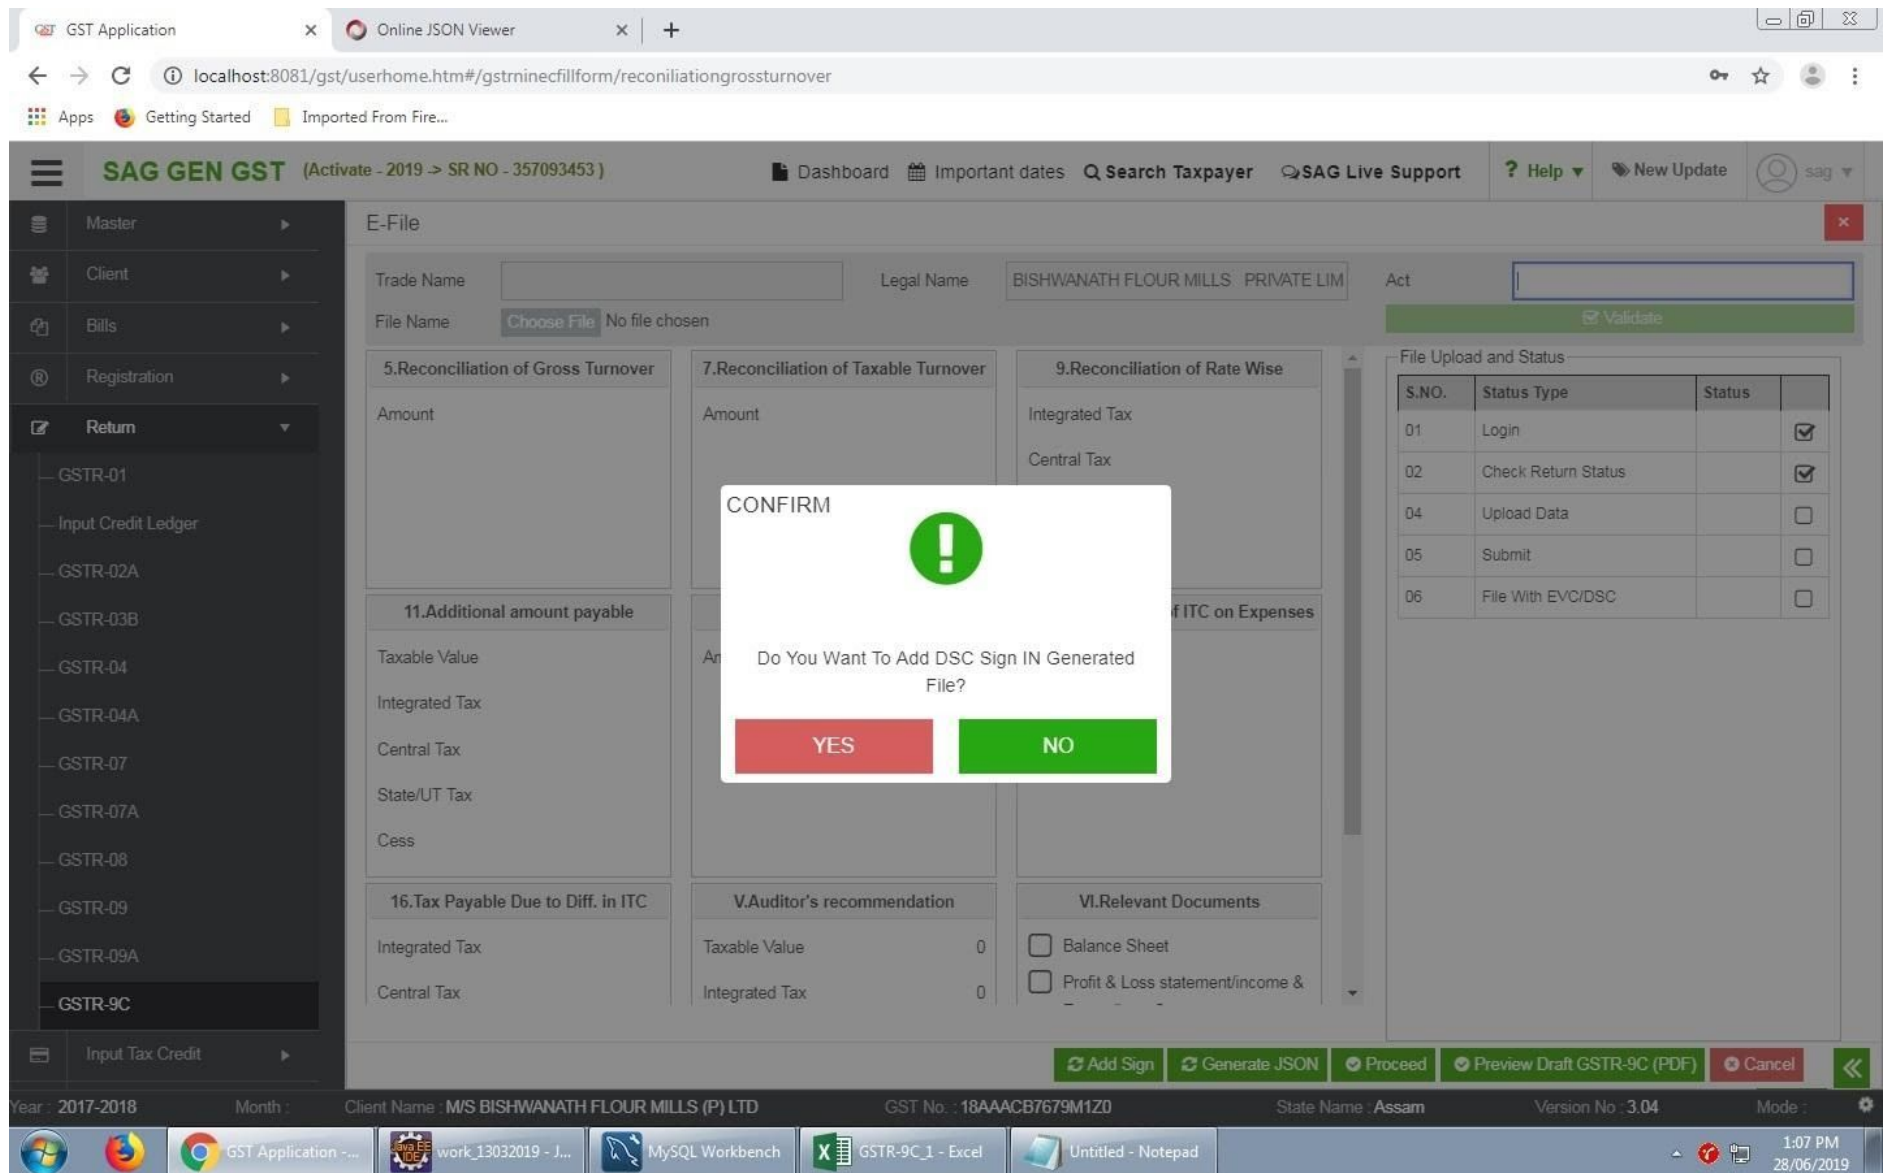 GST Application
Online JSON Viewer
localhost:8081/gst/userhome.htm#/gstrninecfillform/reconiliationgrossturnover
Apps Getting Started Imported From Fire...
SAG GEN GST (Activate - 2019 -> SR NO - 357093453 ) Dashboard Important dates Search Taxpayer SAG Live Support ? Help New Update sag
Master
Client
Bills
Registration
Return
GSTR-01
Input Credit Ledger
GSTR-02A
GSTR-03B
GSTR-04
GSTR-04A
GSTR-07
GSTR-07A
GSTR-08
GSTR-09
GSTR-09A
GSTR-9C
Input Tax Credit
E-File
Trade Name Legal Name BISHWANATH FLOUR MILLS PRIVATE LIM Act
File Name Choose File No file chosen Validate
5.Reconciliation of Gross Turnover
Amount
7.Reconciliation of Taxable Turnover
Amount
9.Reconciliation of Rate Wise
Integrated Tax
Central Tax
11.Additional amount payable
Taxable Value
Integrated Tax
Central Tax
State/UT Tax
Cess
of ITC on Expenses
16.Tax Payable Due to Diff. in ITC
Integrated Tax
Central Tax
V.Auditor's recommendation
Taxable Value 0
Integrated Tax 0
VI.Relevant Documents
Balance Sheet
Profit & Loss statement/income &
File Upload and Status
S.NO. Status Type Status
01 Login
02 Check Return Status
04 Upload Data
05 Submit
06 File With EVC/DSC
CONFIRM
Do You Want To Add DSC Sign IN Generated
File?
YES NO
Add Sign Generate JSON Proceed Preview Draft GSTR-9C (PDF) Cancel
Year : 2017-2018 Month : Client Name : M/S BISHWANATH FLOUR MILLS (P) LTD GST No. : 18AAACB7679M1Z0 State Name : Assam Version No : 3.04 Mode :
GST Application -... work_13032019 - J... MySQL Workbench GSTR-9C_1 - Excel Untitled - Notepad
1:07 PM
28/06/2019